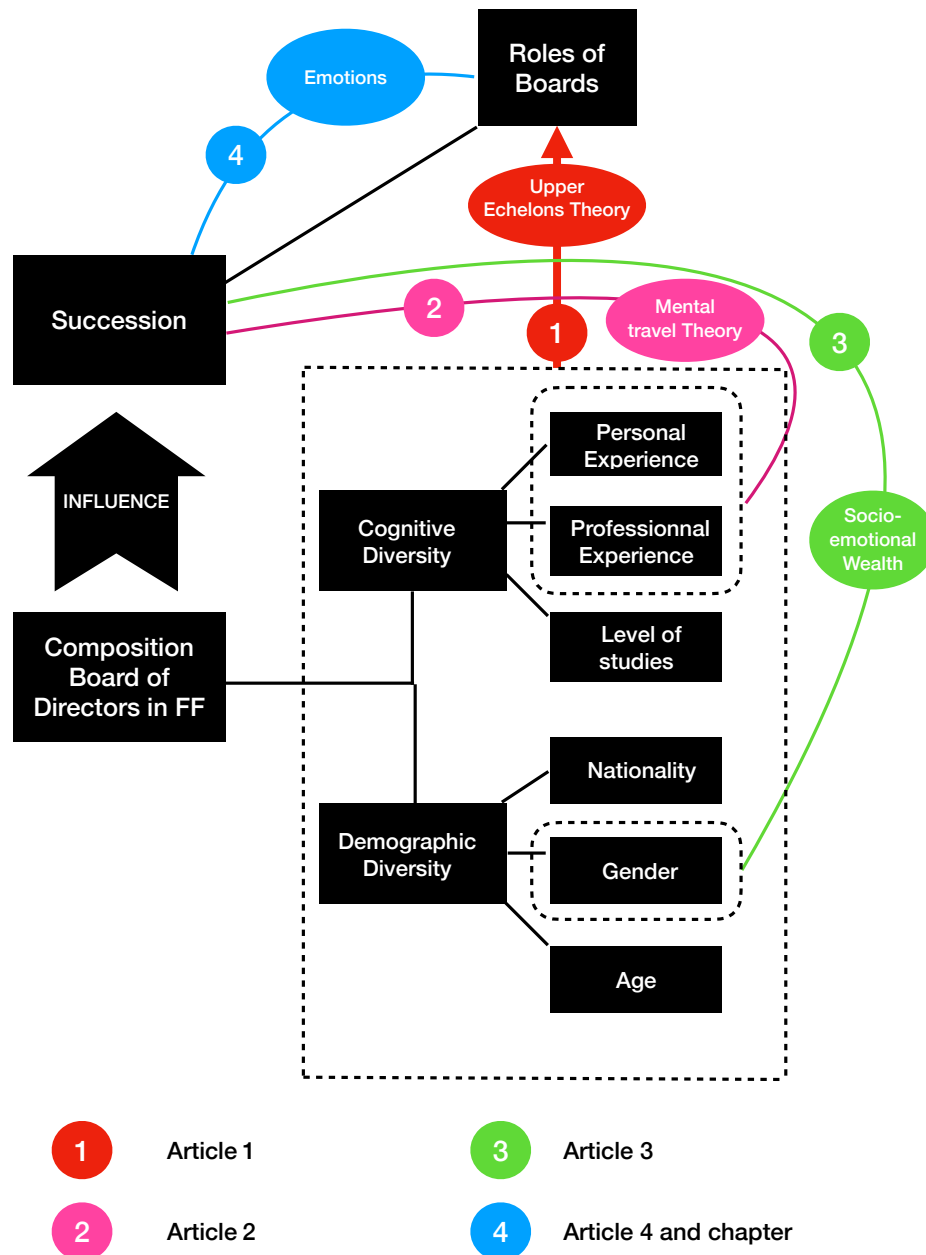 Roles of
Boards
Emotions
4
Upper
Echelons Theory
Succession
2
Mental
travel Theory
1
3
INFLUENCE
Personal
Experience
Cognitive
Diversity
Professionnal
Experience
Socio-
emotional
Wealth
Level of
studies
Composition
Board of
Directors in FF
Nationality
Demographic
Diversity
Gender
Age
1
Article 1
3
Article 3
2
Article 2
4
Article 4 and chapter